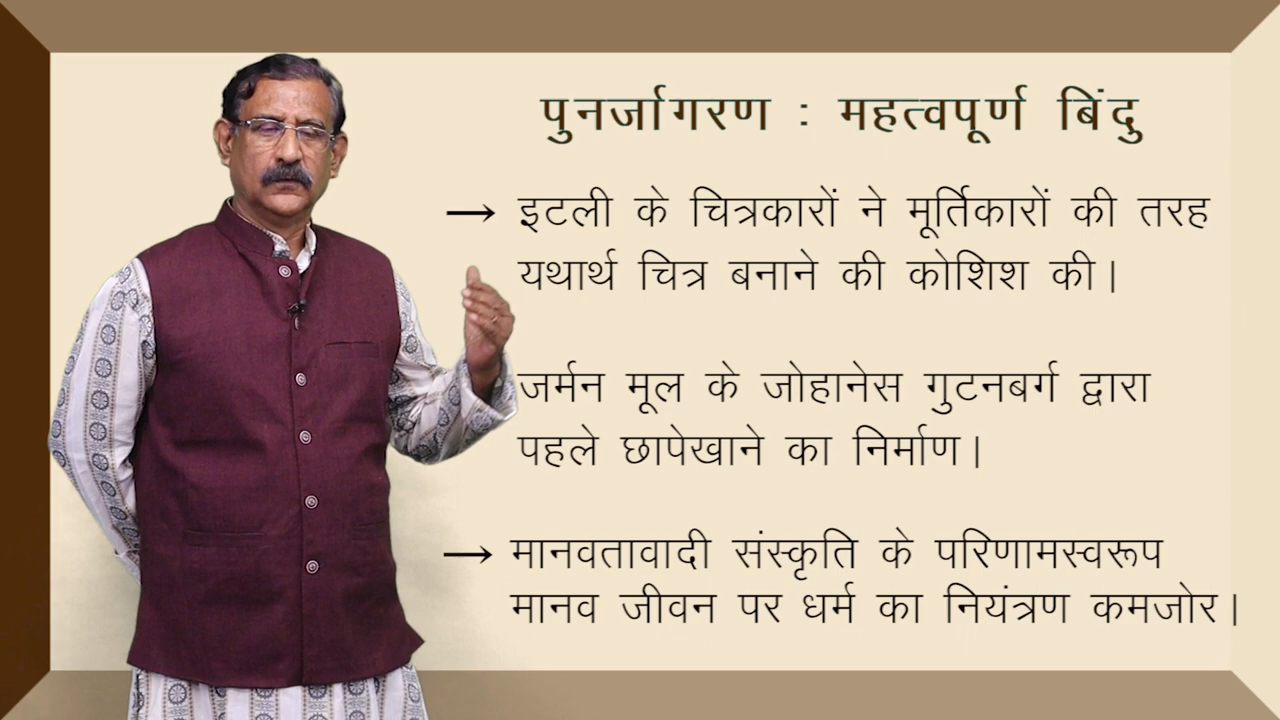 पुनर्जागरण : महत्वपूर्ण बिंदु
→ इटली के चित्रकारों ने मूर्तिकारों की तरह
यथार्थ चित्र बनाने की कोशिश की।
जर्मन मूल के जोहानेस गुटनबर्ग द्वारा
पहले छापेखाने का निर्माण।
→ मानवतावादी संस्कृति के परिणामस्वरूप
मानव जीवन पर धर्म का नियंत्रण कमजोर।